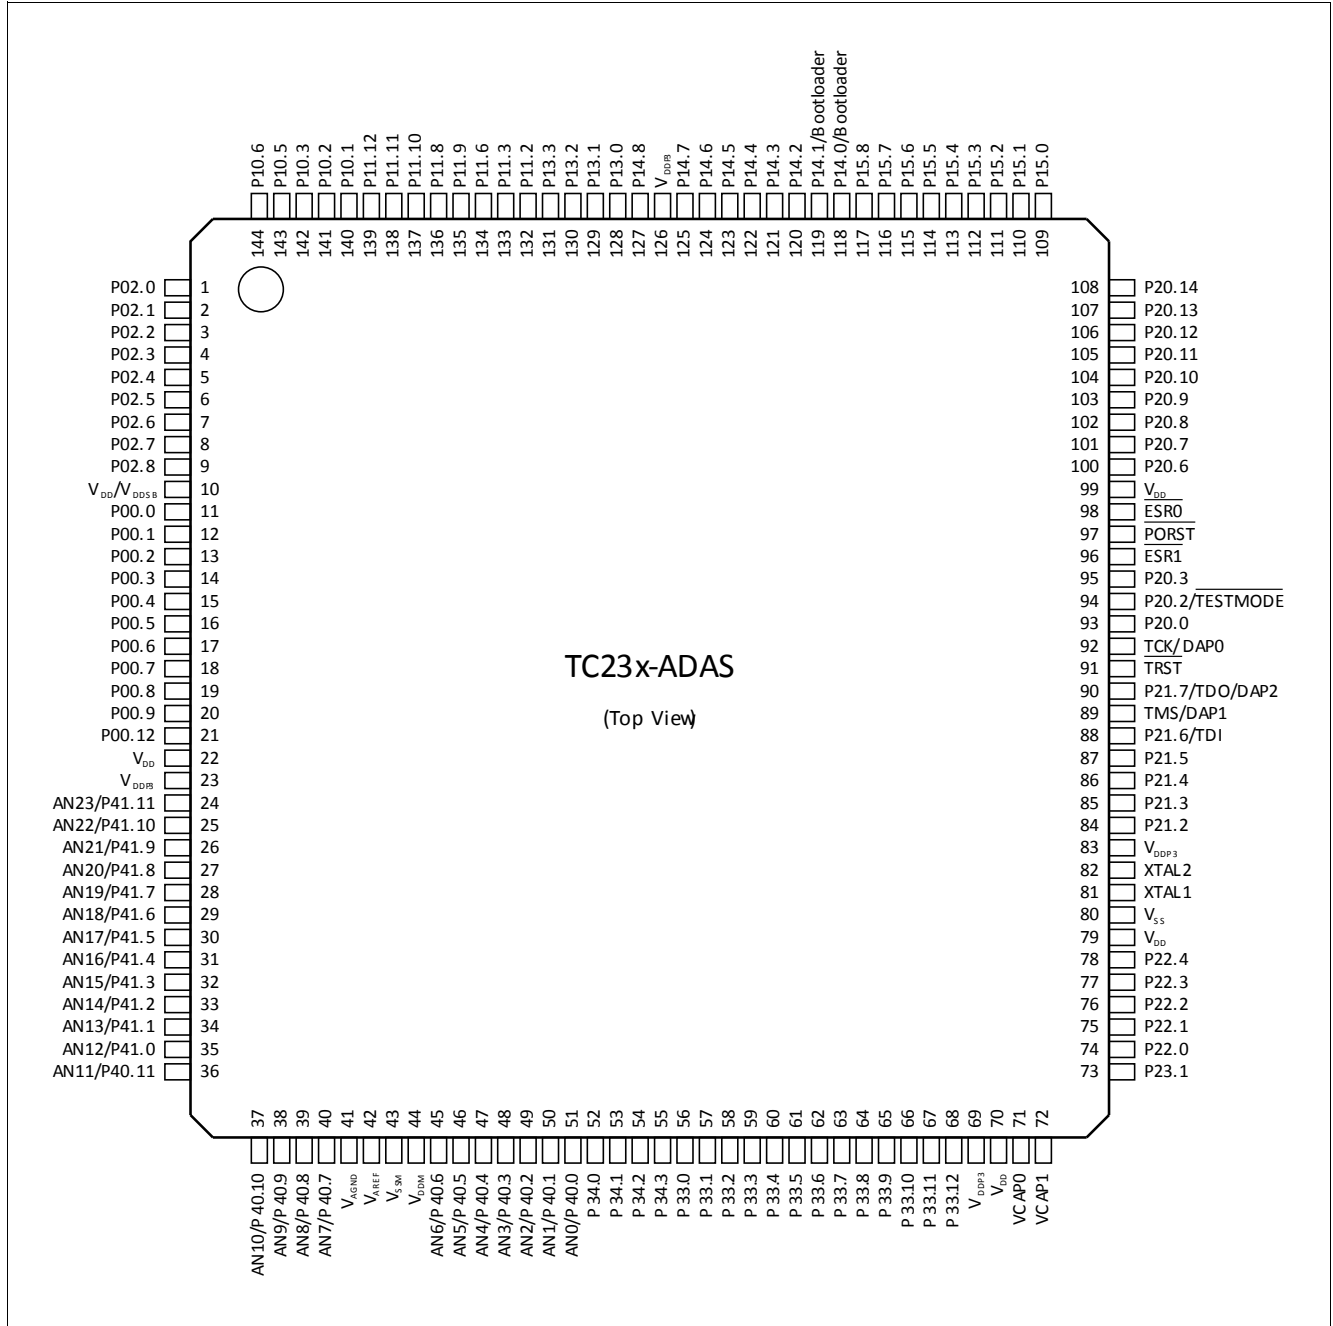 P10.6
P10.5
P10.3
P10.2
P10.1
P11.12
P11.11
P11.10
P11.8
P11.9
P11.6
P11.3
P11.2
P13.3
P13.2
P13.1
P13.0
P14.8
VDDP3
P14.7
P14.6
P14.5
P14.4
P14.3
P14.2
P14.1/Bootloader
P14.0/Bootloader
P15.8
P15.7
P15.6
P15.5
P15.4
P15.3
P15.2
P15.1
P15.0
144
143
142
141
140
139
138
137
136
135
134
133
132
131
130
129
128
127
126
125
124
123
122
121
120
119
118
117
116
115
114
113
112
111
110
109
P02.0 1
P02.1 2
P02.2 3
P02.3 4
P02.4 5
P02.5 6
P02.6 7
P02.7 8
P02.8 9
VDD/VDDSB 10
P00.0 11
P00.1 12
P00.2 13
P00.3 14
P00.4 15
P00.5 16
P00.6 17
P00.7 18
P00.8 19
P00.9 20
P00.12 21
VDD 22
VDDP3 23
AN23/P41.11 24
AN22/P41.10 25
AN21/P41.9 26
AN20/P41.8 27
AN19/P41.7 28
AN18/P41.6 29
AN17/P41.5 30
AN16/P41.4 31
AN15/P41.3 32
AN14/P41.2 33
AN13/P41.1 34
AN12/P41.0 35
AN11/P40.11 36
TC23x-ADAS
(Top View)
108 P20.14
107 P20.13
106 P20.12
105 P20.11
104 P20.10
103 P20.9
102 P20.8
101 P20.7
100 P20.6
99 VDD
98 ESR0
97 PORST
96 ESR1
95 P20.3
94 P20.2/TESTMODE
93 P20.0
92 TCK/DAP0
91 TRST
90 P21.7/TDO/DAP2
89 TMS/DAP1
88 P21.6/TDI
87 P21.5
86 P21.4
85 P21.3
84 P21.2
83 VDDP3
82 XTAL2
81 XTAL1
80 VSS
79 VDD
78 P22.4
77 P22.3
76 P22.2
75 P22.1
74 P22.0
73 P23.1
37
38
39
40
41
42
43
44
45
46
47
48
49
50
51
52
53
54
55
56
57
58
59
60
61
62
63
64
65
66
67
68
69
70
71
72
AN10/P40.10
AN9/P40.9
AN8/P40.8
AN7/P40.7
VAGND
VAREF
VSSM
VDDM
AN6/P40.6
AN5/P40.5
AN4/P40.4
AN3/P40.3
AN2/P40.2
AN1/P40.1
AN0/P40.0
P34.0
P34.1
P34.2
P34.3
P33.0
P33.1
P33.2
P33.3
P33.4
P33.5
P33.6
P33.7
P33.8
P33.9
P33.10
P33.11
P33.12
VDDP3
VDD
VCAP0
VCAP1